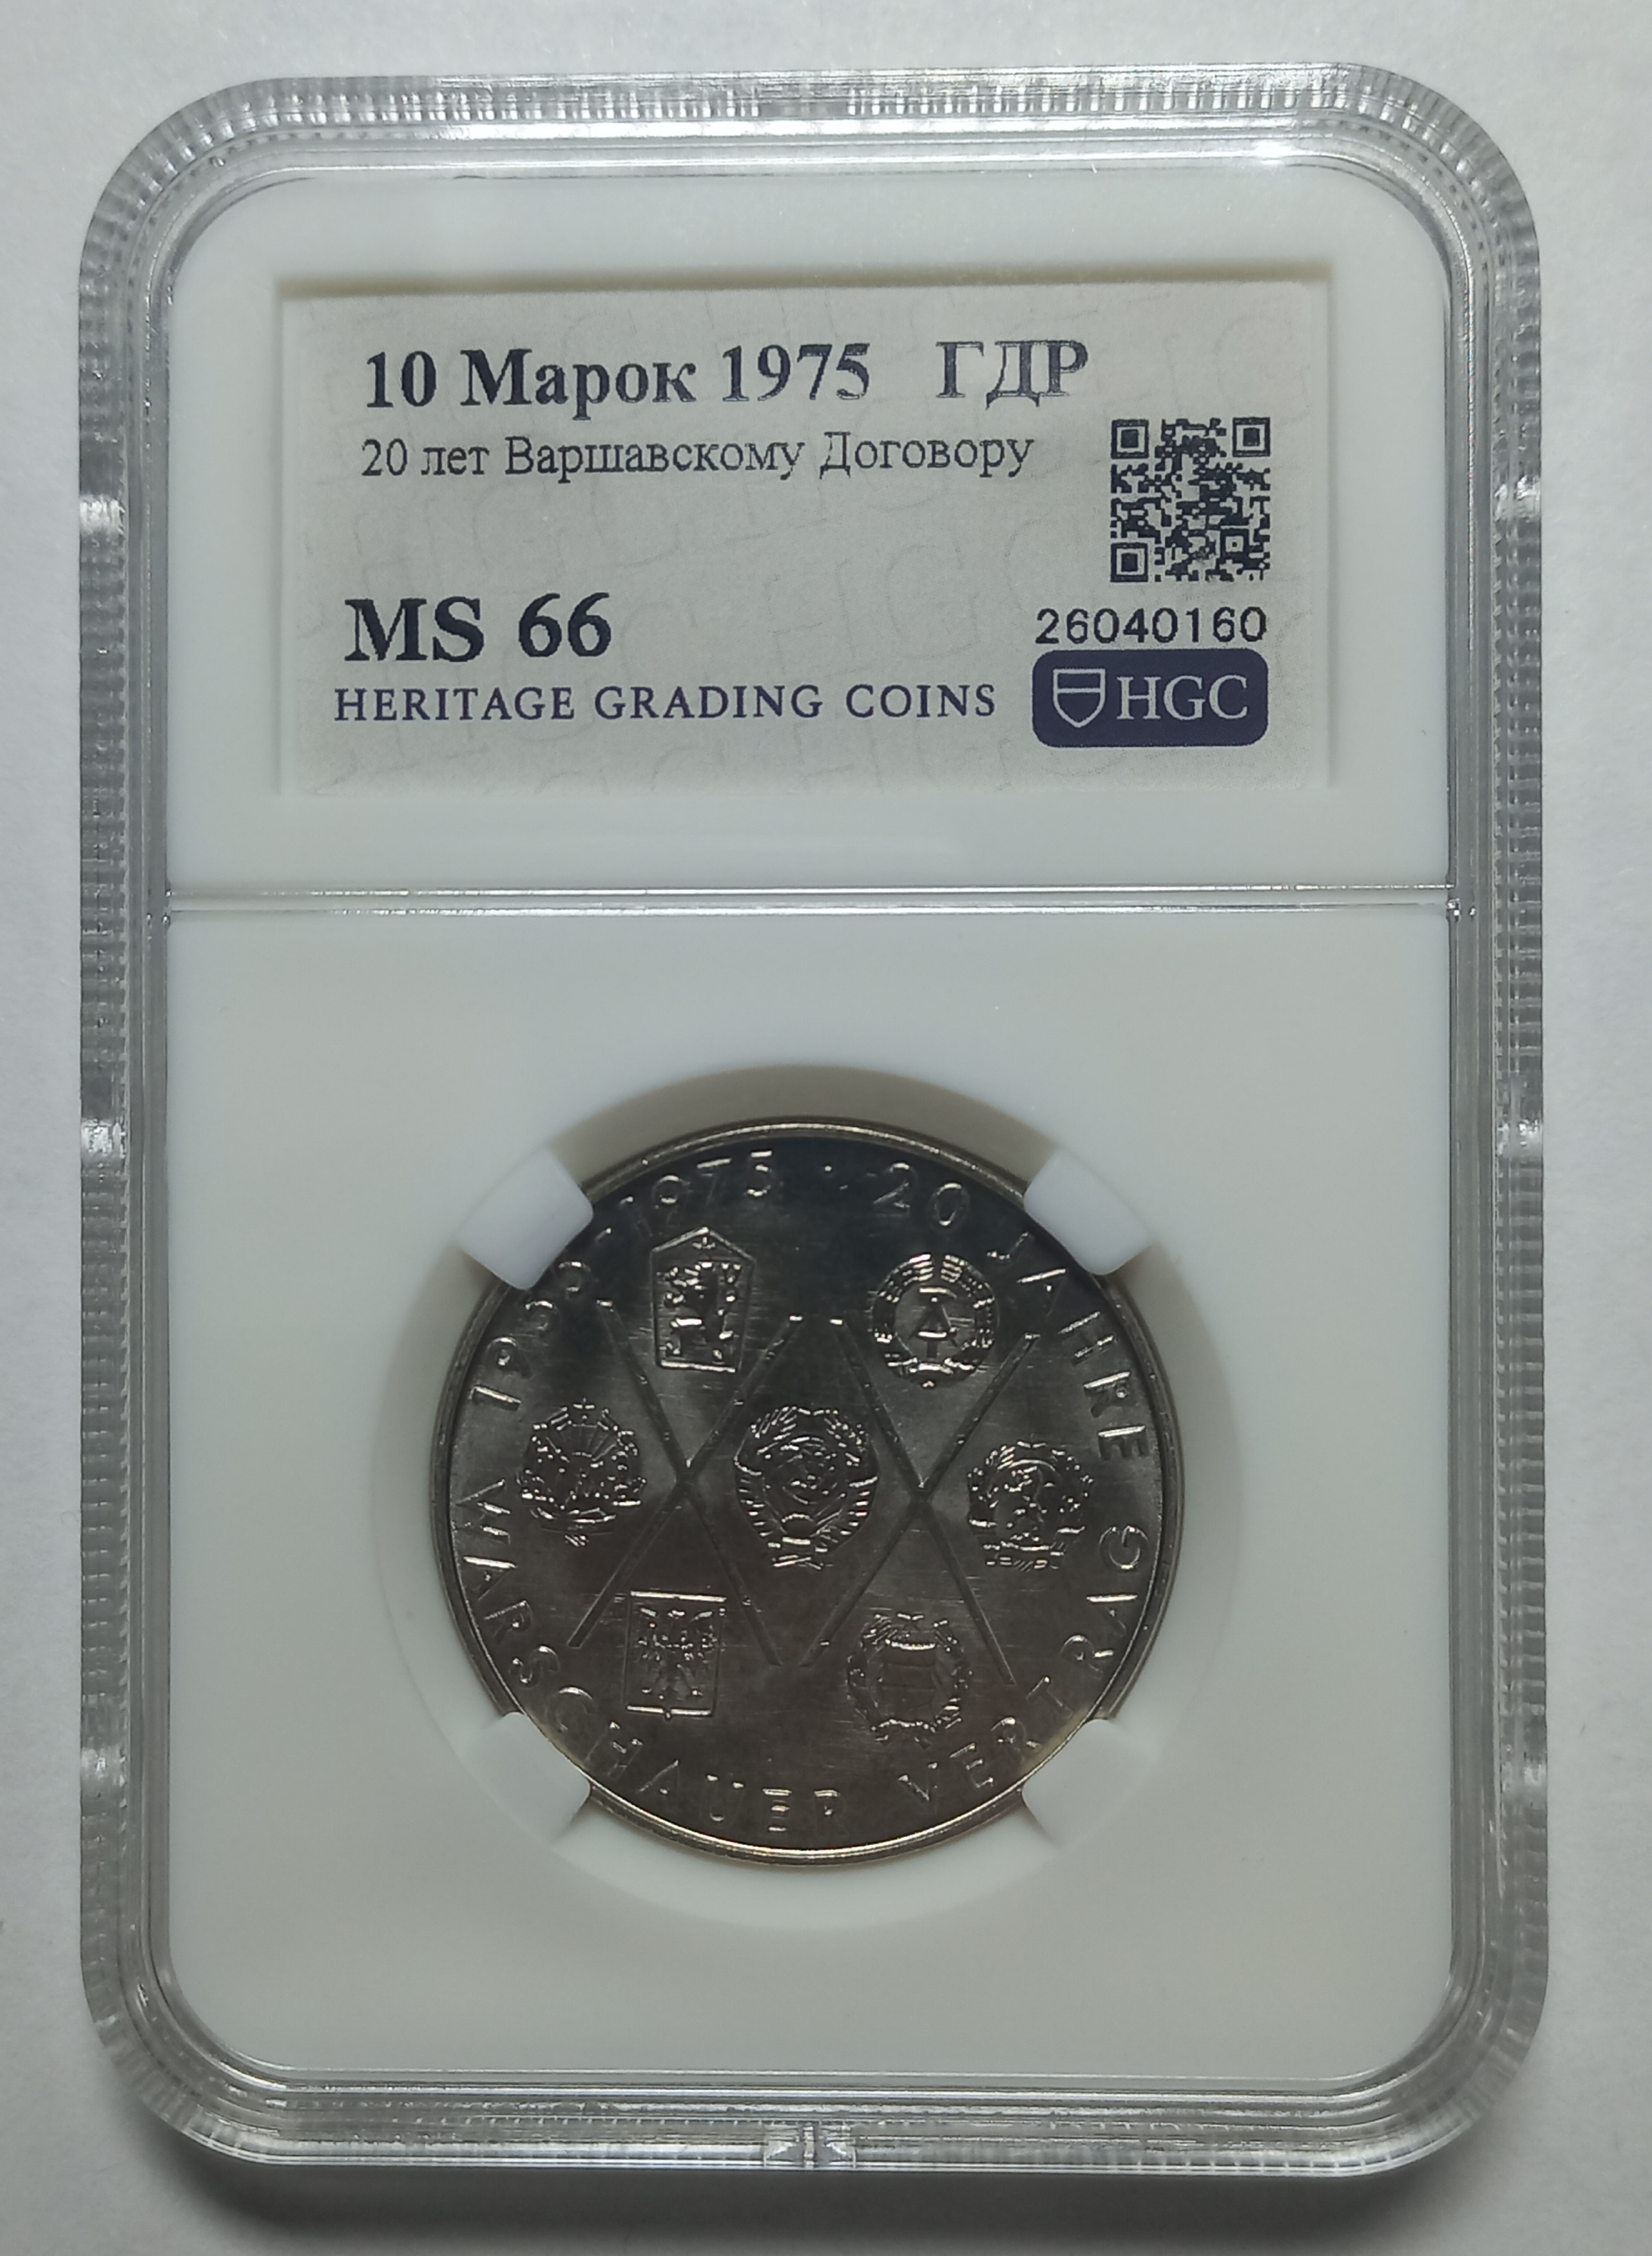 10 Марок 1975 ГДР
20 лет Варшавскому Договору
MS 66
26040160
HERITAGE GRADING COINS
HGC
1955-1975 · 20 JAHRE
WARSCHAUER VERTRAG